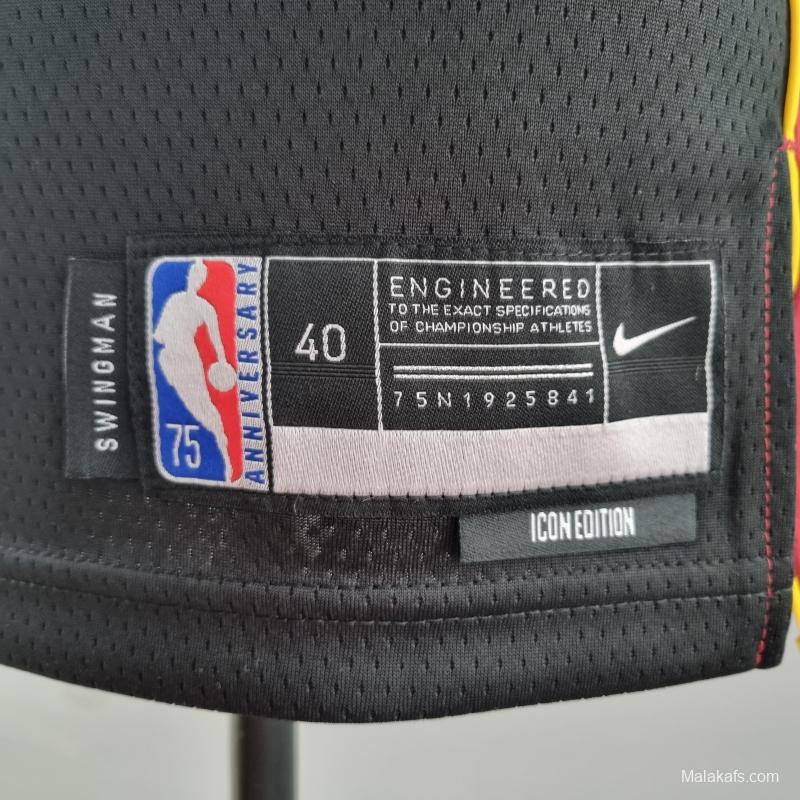 SWINGMAN
75
ANNIVERSARY
40
ENGINEERED
TO THE EXACT SPECIFICATIONS
OF CHAMPIONSHIP ATHLETES
75N1925841
ICON EDITION
Malakafs.com